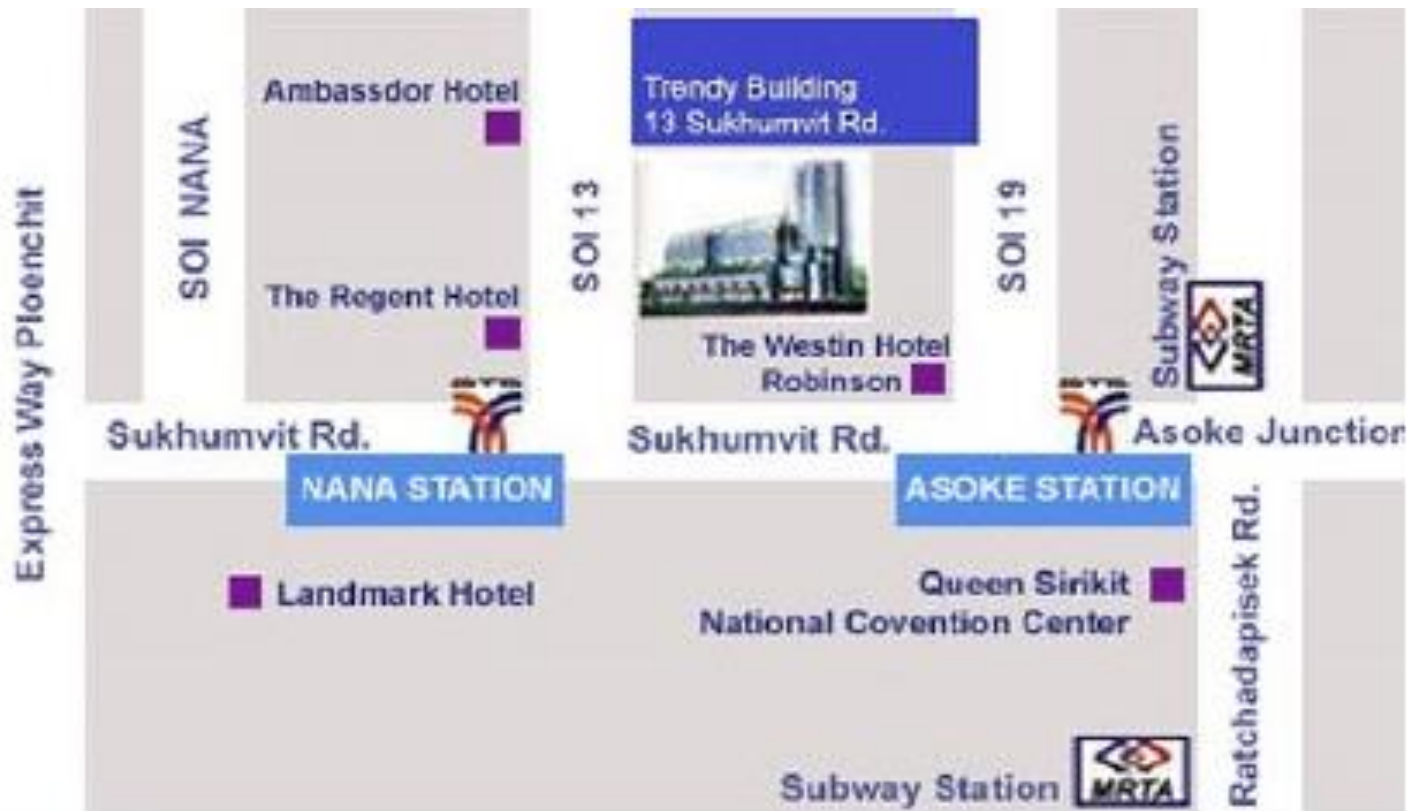 Ambassdor Hotel
Trendy Building
13 Sukhumvit Rd.
Express Way Ploenchit
SOI NANA
SOI 13
SOI 19
Subway Station
MRTA
The Regent Hotel
The Westin Hotel
Robinson
BTS
BTS
Sukhumvit Rd.
Sukhumvit Rd.
Asoke Junction
NANA STATION
ASOKE STATION
Landmark Hotel
Queen Sirikit
National Covention Center
Ratchadapisek Rd.
Subway Station
MRTA